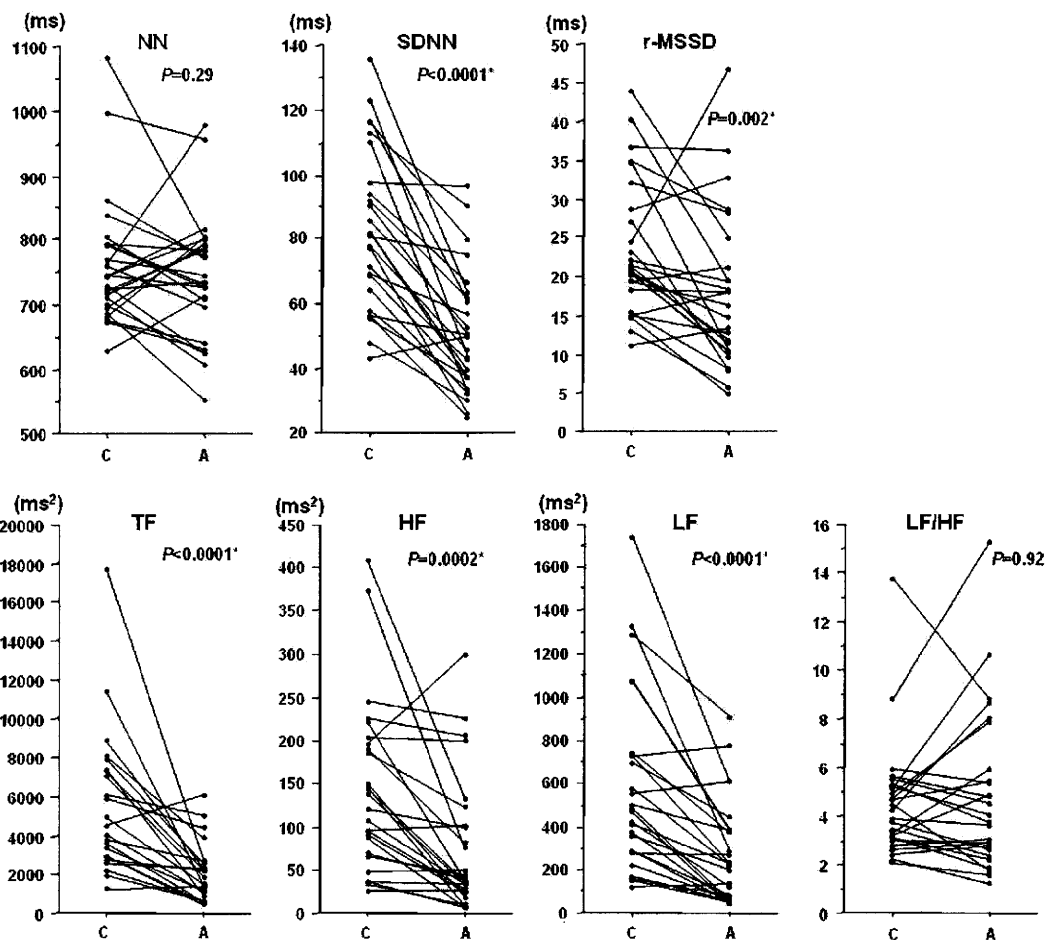 (ms)
NN
P=0.29
1100
1000
900
800
700
600
500
C A
(ms)
SDNN
P<0.0001*
140
120
100
80
60
40
20
C A
(ms)
r-MSSD
P=0.002*
50
45
40
35
30
25
20
15
10
5
0
C A
(ms²)
TF
P<0.0001*
20000
18000
16000
14000
12000
10000
8000
6000
4000
2000
0
C A
(ms²)
HF
P=0.0002*
450
400
350
300
250
200
150
100
50
0
C A
(ms²)
LF
P<0.0001*
1800
1600
1400
1200
1000
800
600
400
200
0
C A
LF/HF
P=0.92
16
14
12
10
8
6
4
2
0
C A